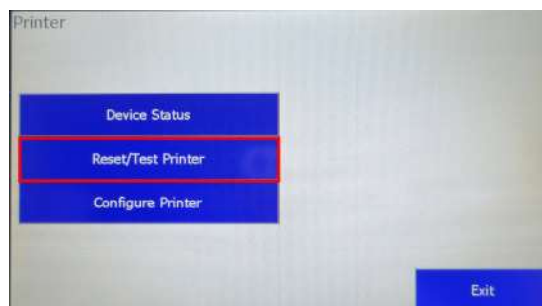 Printer
Device Status
Reset/Test Printer
Configure Printer
Exit